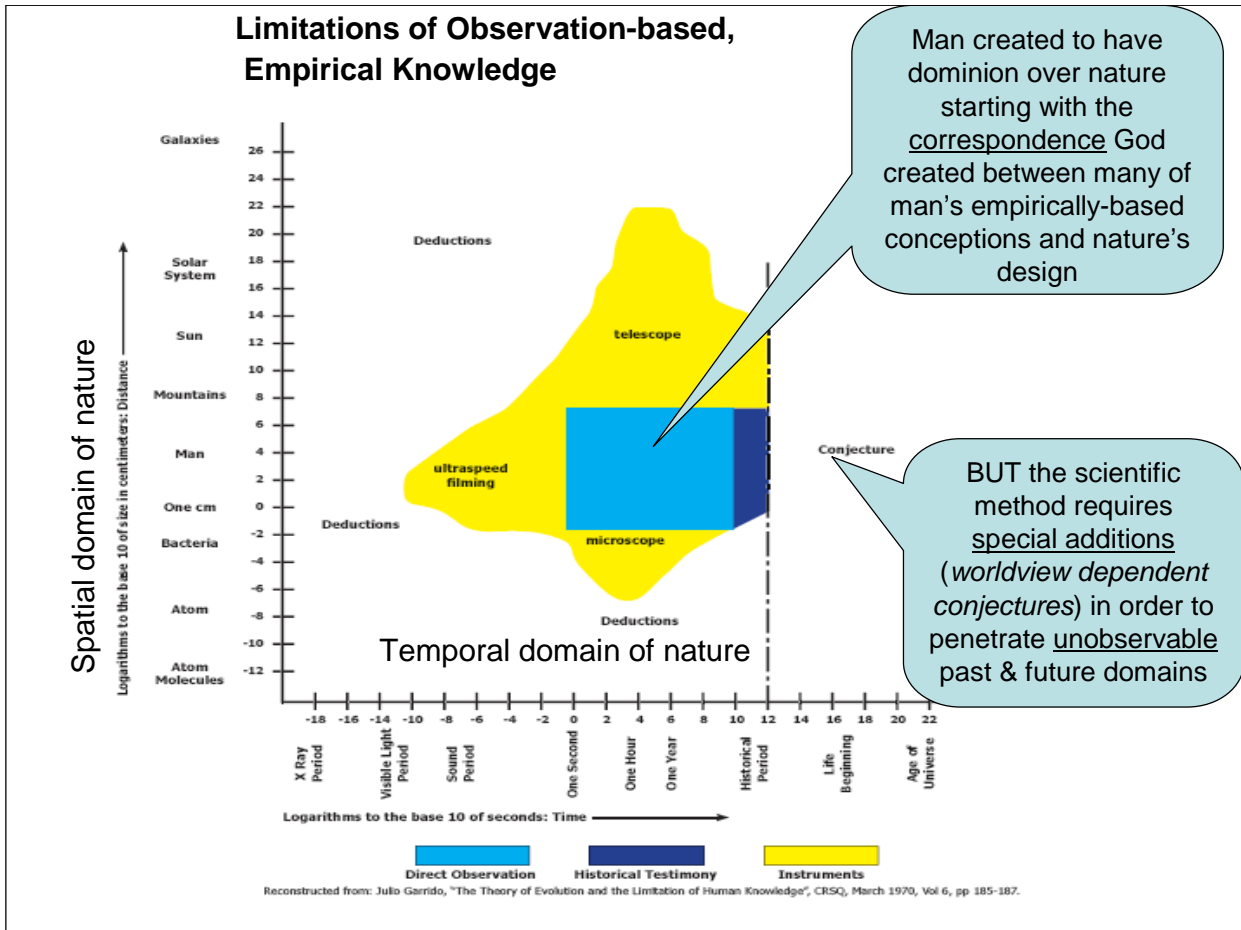 Limitations of Observation-based,
Empirical Knowledge
Man created to have
dominion over nature
starting with the
correspondence God
created between many of
man's empirically-based
conceptions and nature's
design
BUT the scientific
method requires
special additions
(worldview dependent
conjectures) in order to
penetrate unobservable
past & future domains
Spatial domain of nature
Logarithms to the base 10 of size in centimeters: Distance
Galaxies
Solar
System
Sun
Mountains
Man
One cm
Bacteria
Atom
Atom
Molecules
26
24
22
20
18
16
14
12
10
8
6
4
2
0
-2
-4
-6
-8
-10
-12
Deductions
telescope
ultraspeed
filming
Conjecture
Deductions
microscope
Deductions
Temporal domain of nature
-18 -16 -14 -10 -8 -6 -4 -2 0 2 4 6 8 10 12 14 16 18 20 22
X Ray
Period
Visible Light
Period
Sound
Period
One Second
One Hour
One Year
Historical
Period
Life
Beginning
Age of
Universe
Logarithms to the base 10 of seconds: Time
Direct Observation
Historical Testimony
Instruments
Reconstructed from: Julio Garrido, "The Theory of Evolution and the Limitation of Human Knowledge", CRSQ, March 1970, Vol 6, pp 185-187.